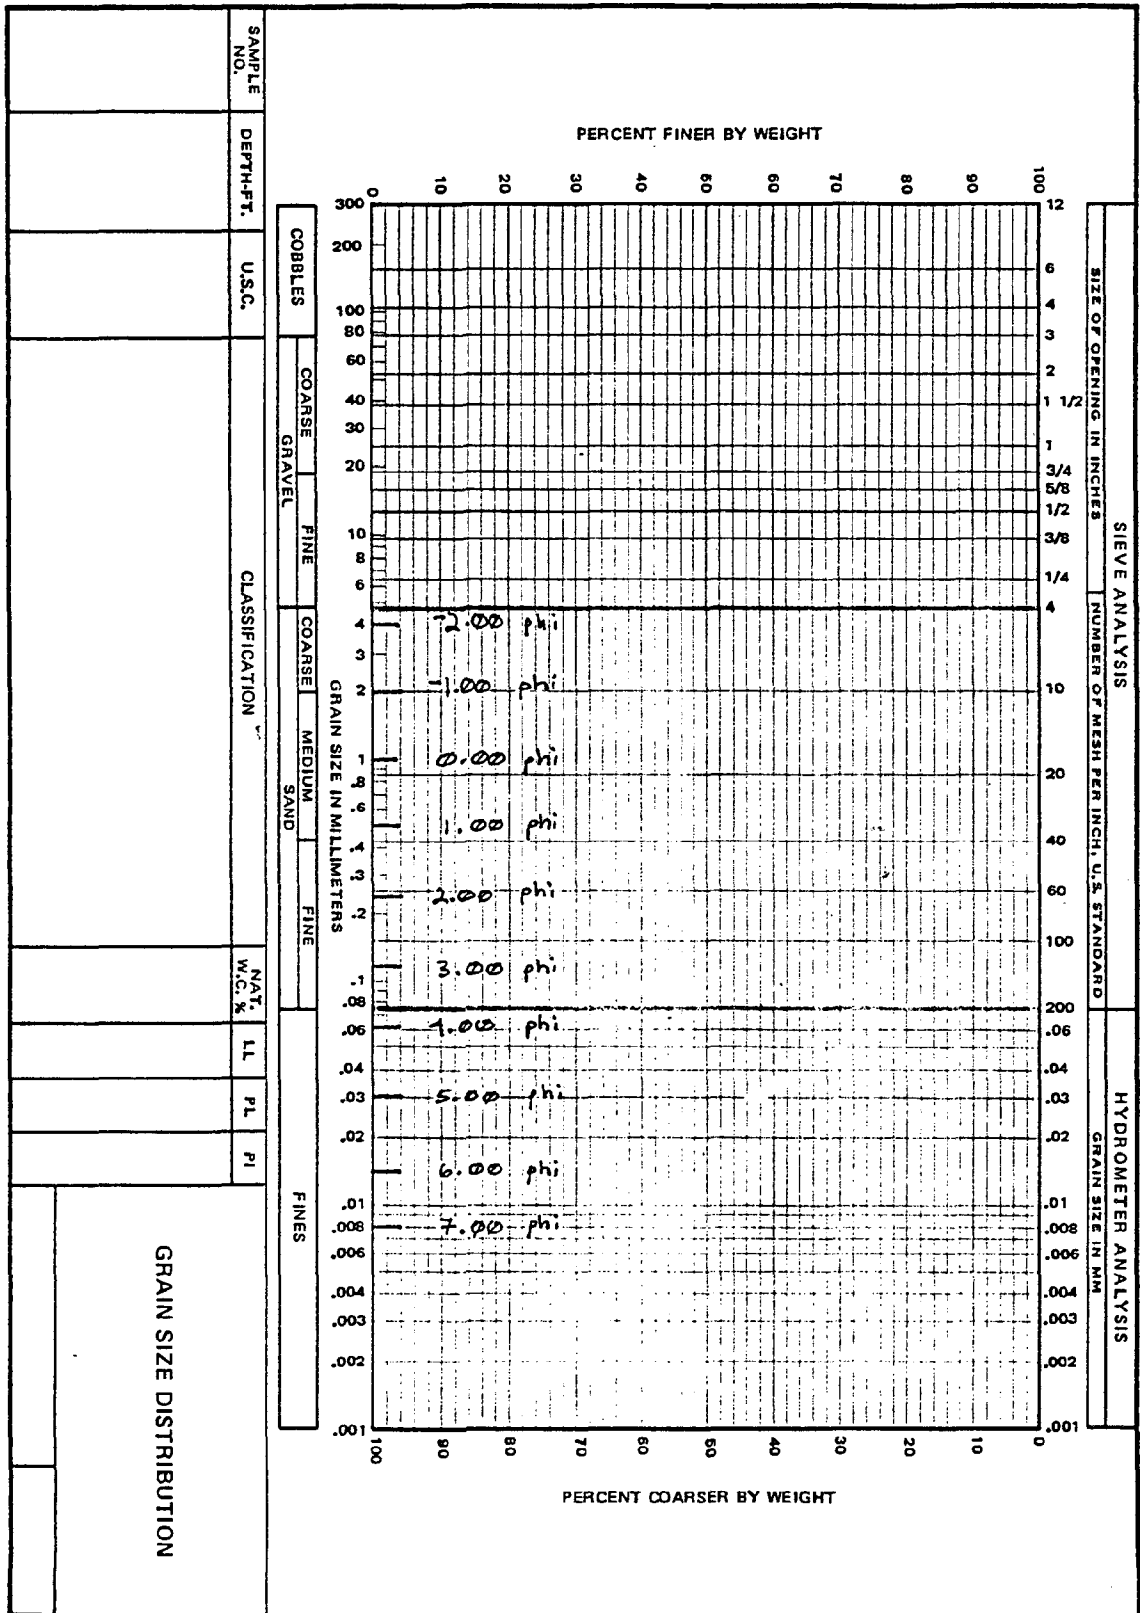 SIEVE ANALYSIS
HYDROMETER ANALYSIS
SIZE OF OPENING IN INCHES
NUMBER OF MESH PER INCH, U.S. STANDARD
GRAIN SIZE IN MM
12 6 4 3 2 1 1/2 1 3/4 5/8 1/2 3/8 1/4 4 10 20 40 60 100 200 .06 .04 .03 .02 .01 .008 .006 .004 .003 .002 .001
PERCENT FINER BY WEIGHT
100
90
80
70
60
50
40
30
20
10
0
PERCENT COARSER BY WEIGHT
0
10
20
30
40
50
60
70
80
90
100
-2.00 phi
-1.00 phi
0.00 phi
1.00 phi
2.00 phi
3.00 phi
4.00 phi
5.00 phi
6.00 phi
7.00 phi
300 200 100 80 60 40 30 20 10 8 6 4 3 2 1 .8 .6 .4 .3 .2 .1 .08 .06 .04 .03 .02 .01 .008 .006 .004 .003 .002 .001
GRAIN SIZE IN MILLIMETERS
COBBLES
COARSE
FINE
GRAVEL
COARSE
MEDIUM
FINE
SAND
FINES
SAMPLE NO.
DEPTH-FT.
U.S.C.
CLASSIFICATION
NAT. W.C. %
LL
PL
PI
GRAIN SIZE DISTRIBUTION